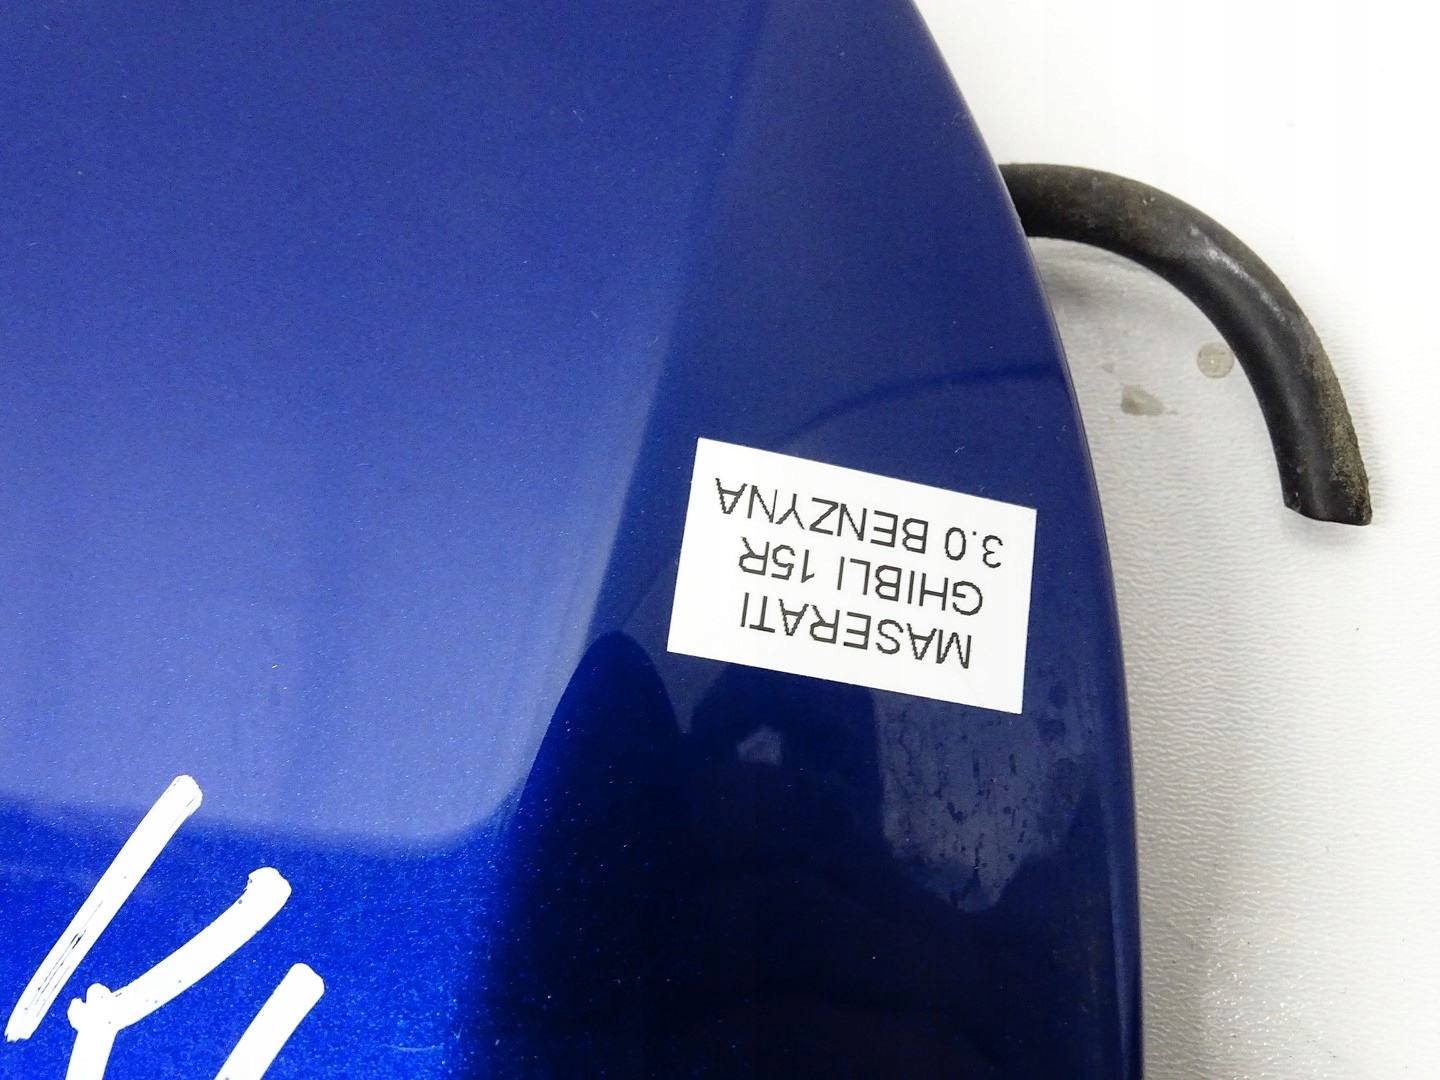 MASERATI
GHIBLI 15R
3.0 BENZYNA